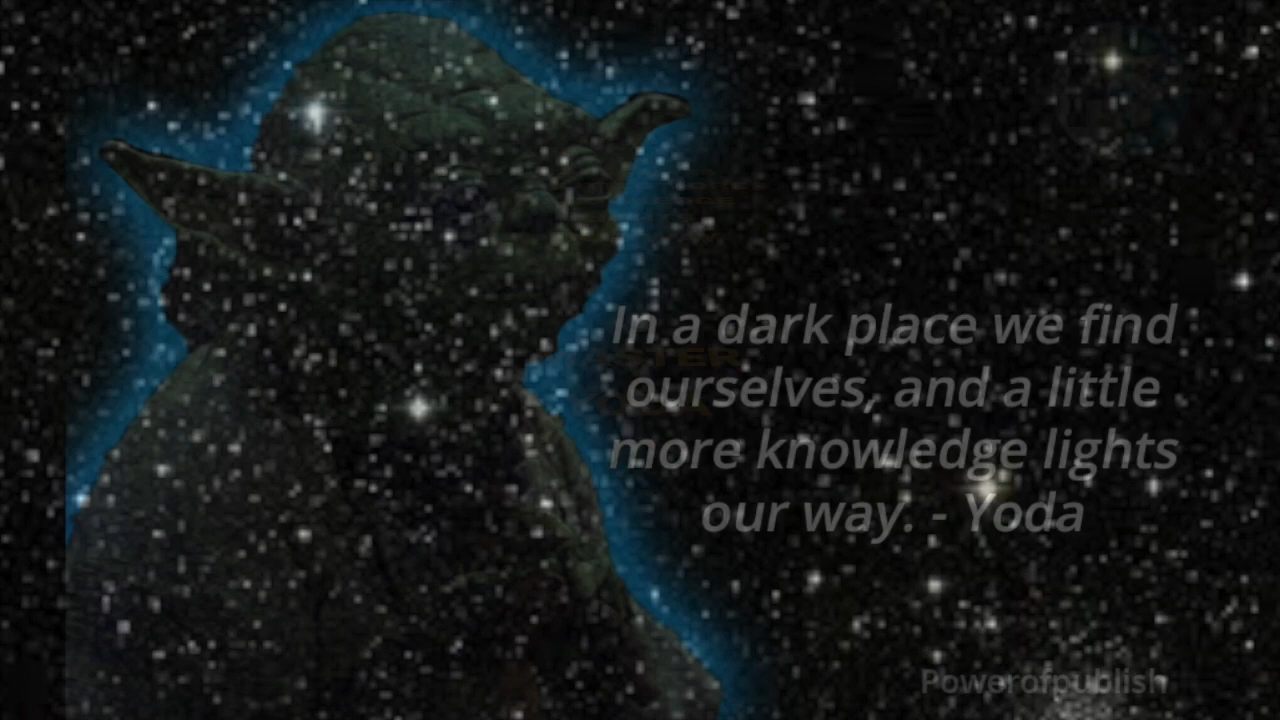 In a dark place we find
ourselves, and a little
more knowledge lights
our way. - Yoda
Powerofpublish